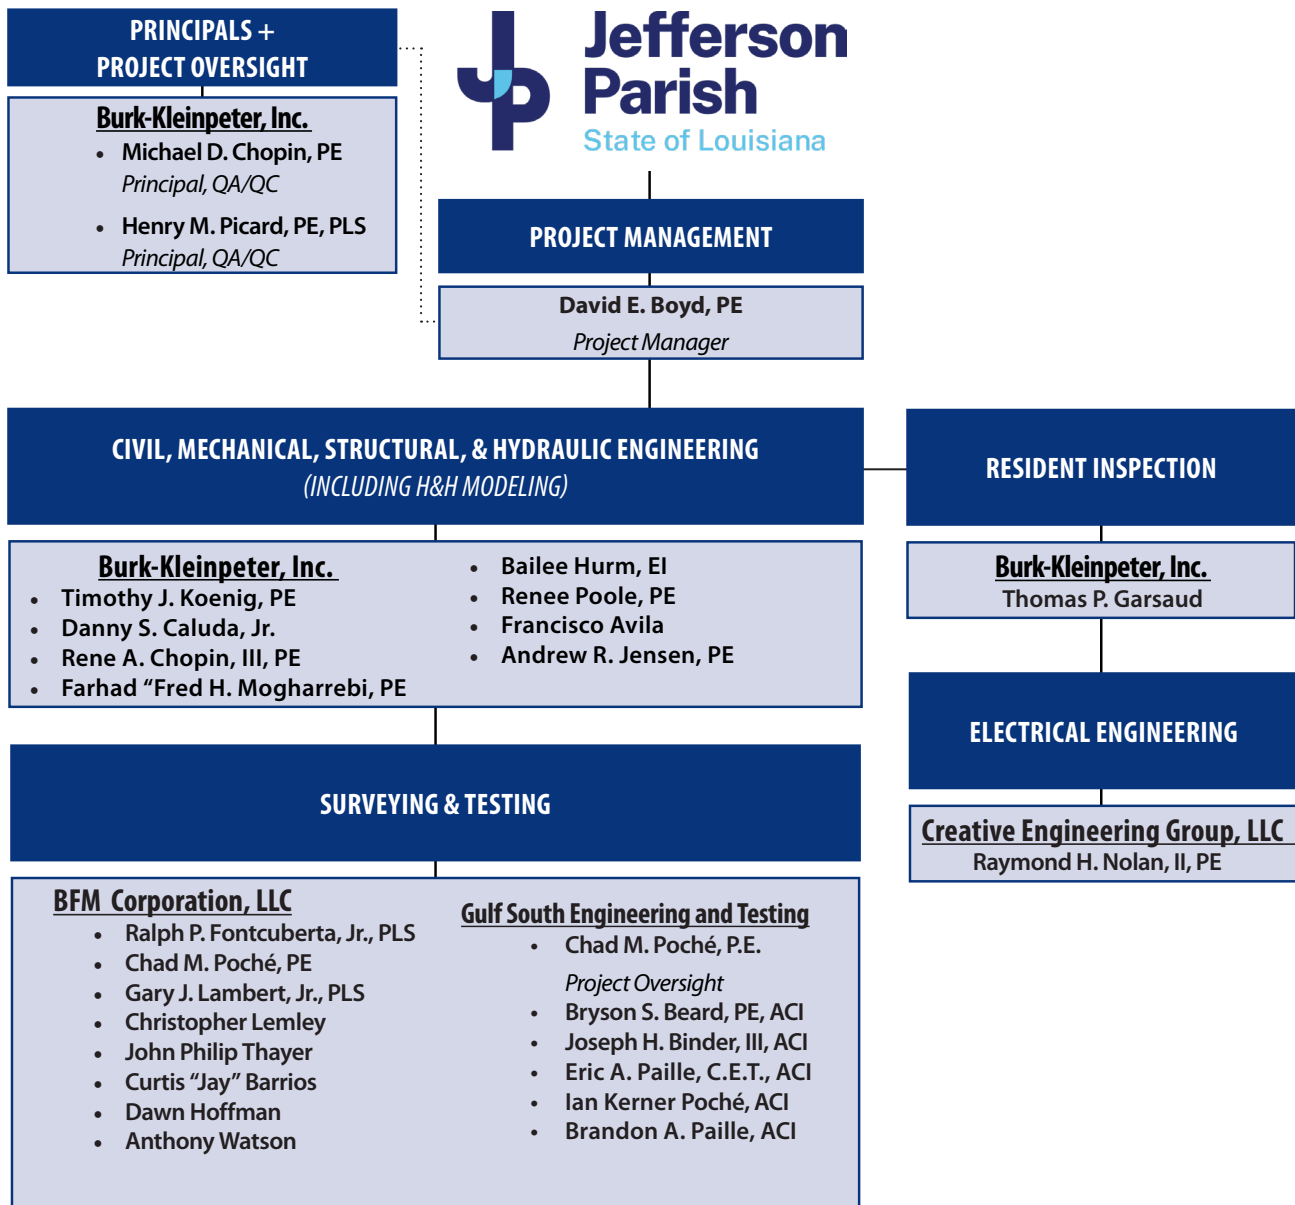 PRINCIPALS +
PROJECT OVERSIGHT
Burk-Kleinpeter, Inc.
• Michael D. Chopin, PE
Principal, QA/QC
• Henry M. Picard, PE, PLS
Principal, QA/QC
Jefferson
Parish
State of Louisiana
PROJECT MANAGEMENT
David E. Boyd, PE
Project Manager
CIVIL, MECHANICAL, STRUCTURAL, & HYDRAULIC ENGINEERING
(INCLUDING H&H MODELING)
Burk-Kleinpeter, Inc.
• Timothy J. Koenig, PE
• Danny S. Caluda, Jr.
• Rene A. Chopin, III, PE
• Farhad “Fred H. Mogharrebi, PE
• Bailee Hurm, EI
• Renee Poole, PE
• Francisco Avila
• Andrew R. Jensen, PE
RESIDENT INSPECTION
Burk-Kleinpeter, Inc.
Thomas P. Garsaud
ELECTRICAL ENGINEERING
Creative Engineering Group, LLC
Raymond H. Nolan, II, PE
SURVEYING & TESTING
BFM Corporation, LLC
• Ralph P. Fontcuberta, Jr., PLS
• Chad M. Poché, PE
• Gary J. Lambert, Jr., PLS
• Christopher Lemley
• John Philip Thayer
• Curtis “Jay” Barrios
• Dawn Hoffman
• Anthony Watson
Gulf South Engineering and Testing
• Chad M. Poché, P.E.
Project Oversight
• Bryson S. Beard, PE, ACI
• Joseph H. Binder, III, ACI
• Eric A. Paille, C.E.T., ACI
• Ian Kerner Poché, ACI
• Brandon A. Paille, ACI